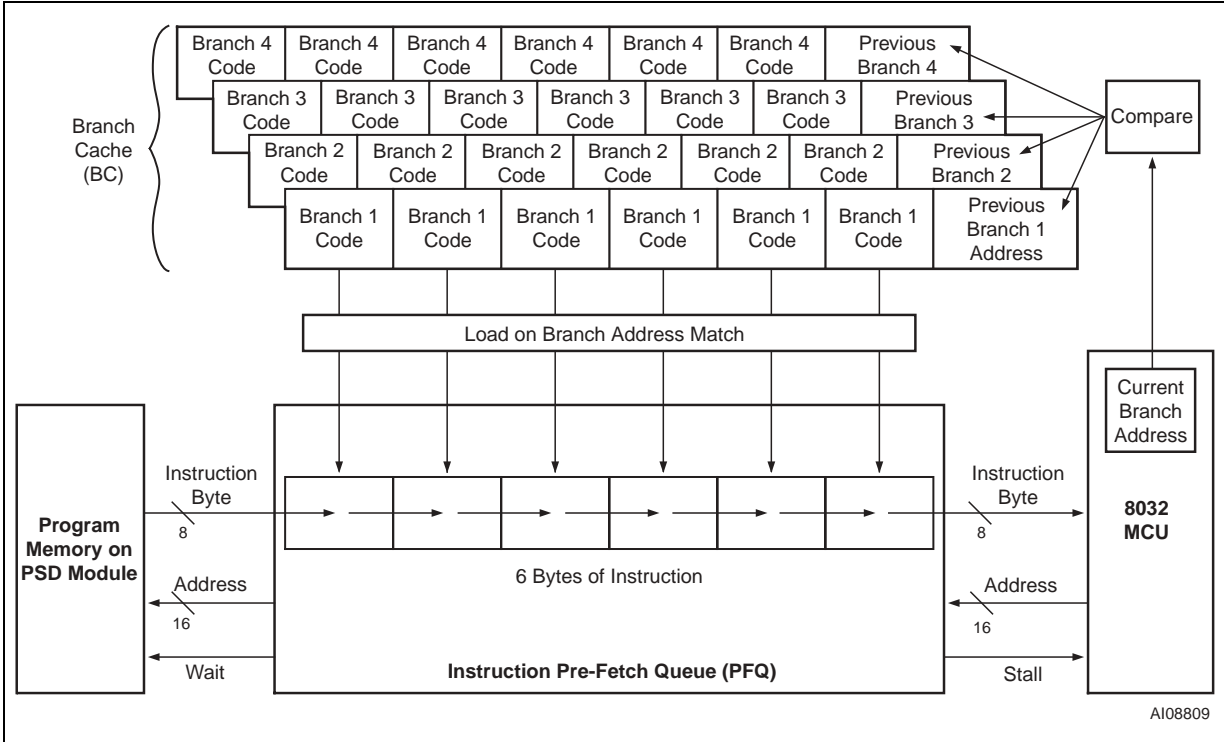 Branch 4 Code
Branch 4 Code
Branch 4 Code
Branch 4 Code
Branch 4 Code
Branch 4 Code
Previous Branch 4
Branch 3 Code
Branch 3 Code
Branch 3 Code
Branch 3 Code
Branch 3 Code
Branch 3 Code
Previous Branch 3
Compare
Branch Cache (BC)
Branch 2 Code
Branch 2 Code
Branch 2 Code
Branch 2 Code
Branch 2 Code
Branch 2 Code
Previous Branch 2
Branch 1 Code
Branch 1 Code
Branch 1 Code
Branch 1 Code
Branch 1 Code
Branch 1 Code
Previous Branch 1 Address
Load on Branch Address Match
Current Branch Address
Program Memory on PSD Module
Instruction Byte
8
Address
16
Wait
6 Bytes of Instruction
Instruction Pre-Fetch Queue (PFQ)
Instruction Byte
8
Address
16
Stall
8032 MCU
AI08809